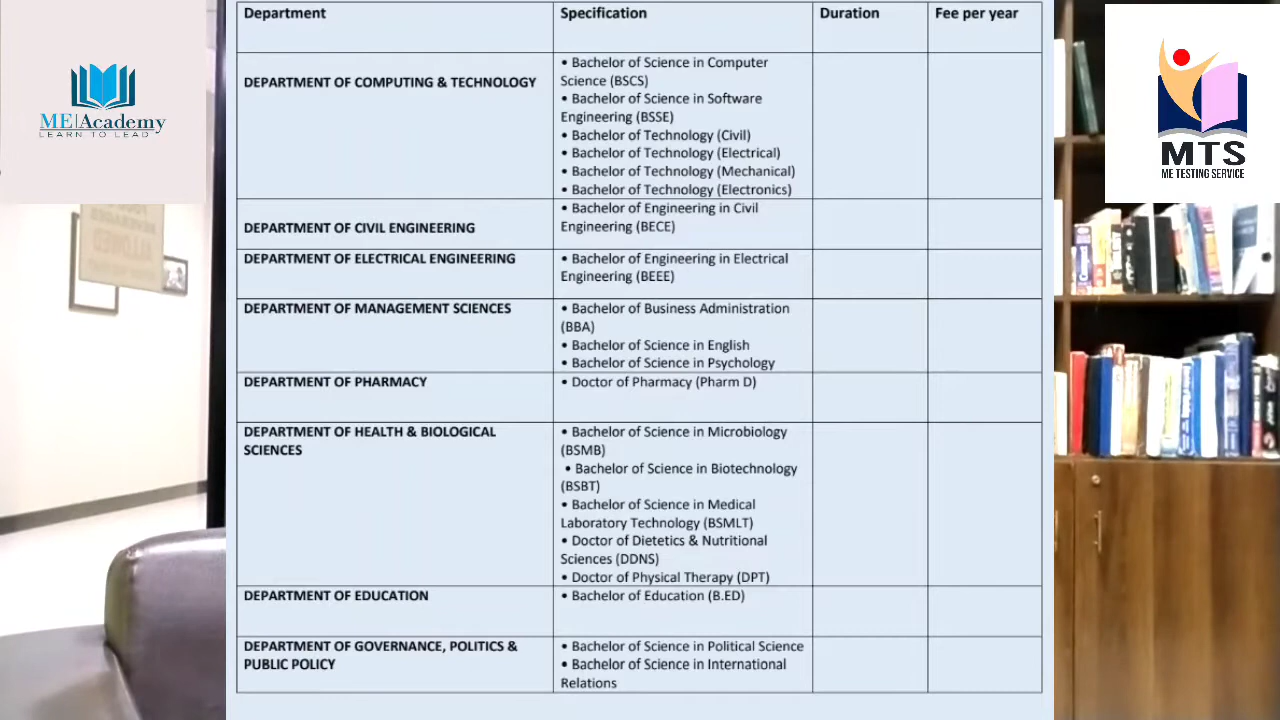 Department Specification Duration Fee per year
DEPARTMENT OF COMPUTING & TECHNOLOGY
• Bachelor of Science in Computer
Science (BSCS)
• Bachelor of Science in Software
Engineering (BSSE)
• Bachelor of Technology (Civil)
• Bachelor of Technology (Electrical)
• Bachelor of Technology (Mechanical)
• Bachelor of Technology (Electronics)
DEPARTMENT OF CIVIL ENGINEERING
• Bachelor of Engineering in Civil
Engineering (BECE)
DEPARTMENT OF ELECTRICAL ENGINEERING
• Bachelor of Engineering in Electrical
Engineering (BEEE)
DEPARTMENT OF MANAGEMENT SCIENCES
• Bachelor of Business Administration
(BBA)
• Bachelor of Science in English
• Bachelor of Science in Psychology
DEPARTMENT OF PHARMACY
• Doctor of Pharmacy (Pharm D)
DEPARTMENT OF HEALTH & BIOLOGICAL
SCIENCES
• Bachelor of Science in Microbiology
(BSMB)
• Bachelor of Science in Biotechnology
(BSBT)
• Bachelor of Science in Medical
Laboratory Technology (BSMLT)
• Doctor of Dietetics & Nutritional
Sciences (DDNS)
• Doctor of Physical Therapy (DPT)
DEPARTMENT OF EDUCATION
• Bachelor of Education (B.ED)
DEPARTMENT OF GOVERNANCE, POLITICS &
PUBLIC POLICY
• Bachelor of Science in Political Science
• Bachelor of Science in International
Relations
ME|Academy
LEARN TO LEAD
MTS
ME TESTING SERVICE
ALLOWED